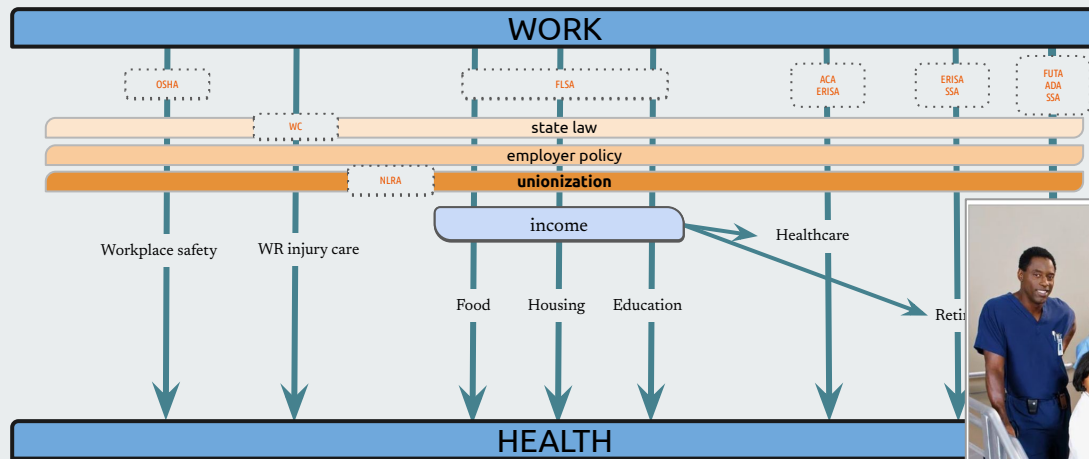 WORK
OSHA
FLSA
ACA
ERISA
ERISA
SSA
FUTA
ADA
SSA
WC
state law
employer policy
NLRA
unionization
income
Workplace safety
WR injury care
Healthcare
Food
Housing
Education
Reti
HEALTH